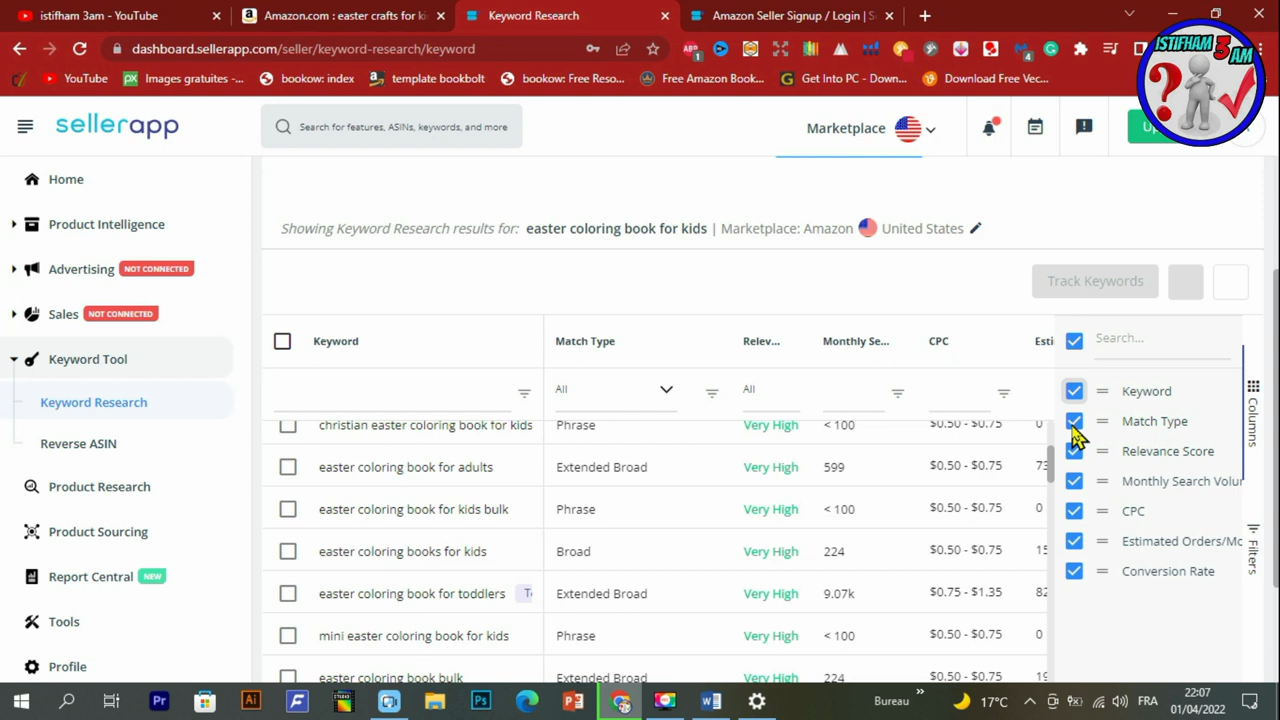 istifham 3am - YouTube
Amazon.com : easter crafts for ki
Keyword Research
Amazon Seller Signup / Login | S
dashboard.sellerapp.com/seller/keyword-research/keyword
YouTube
Images gratuites -...
bookow: index
template bookbolt
bookow: Free Reso...
Free Amazon Book...
Get Into PC - Down...
Download Free Vec...
ISTIFHAM 3 AM
sellerapp
Search for features, ASINs, keywords, and more
Marketplace
Home
Product Intelligence
Advertising NOT CONNECTED
Sales NOT CONNECTED
Keyword Tool
Keyword Research
Reverse ASIN
Product Research
Product Sourcing
Report Central NEW
Tools
Profile
Showing Keyword Research results for: easter coloring book for kids | Marketplace: Amazon United States
Track Keywords
Keyword Match Type Relev... Monthly Se... CPC Esti
All All
christian easter coloring book for kids Phrase Very High < 100 $0.50 - $0.75 0
easter coloring book for adults Extended Broad Very High 599 $0.50 - $0.75 73
easter coloring book for kids bulk Phrase Very High < 100 $0.50 - $0.75 0
easter coloring books for kids Broad Very High 224 $0.50 - $0.75 15
easter coloring book for toddlers Extended Broad Very High 9.07k $0.75 - $1.35 82
mini easter coloring book for kids Phrase Very High < 100 $0.50 - $0.75 0
easter coloring book bulk Extended Broad Very High 224 $0.50 - $0.75 19
Search...
Keyword
Match Type
Relevance Score
Monthly Search Volu
CPC
Estimated Orders/Mo
Conversion Rate
Columns
Filters
Bureau
17°C
FRA
22:07
01/04/2022